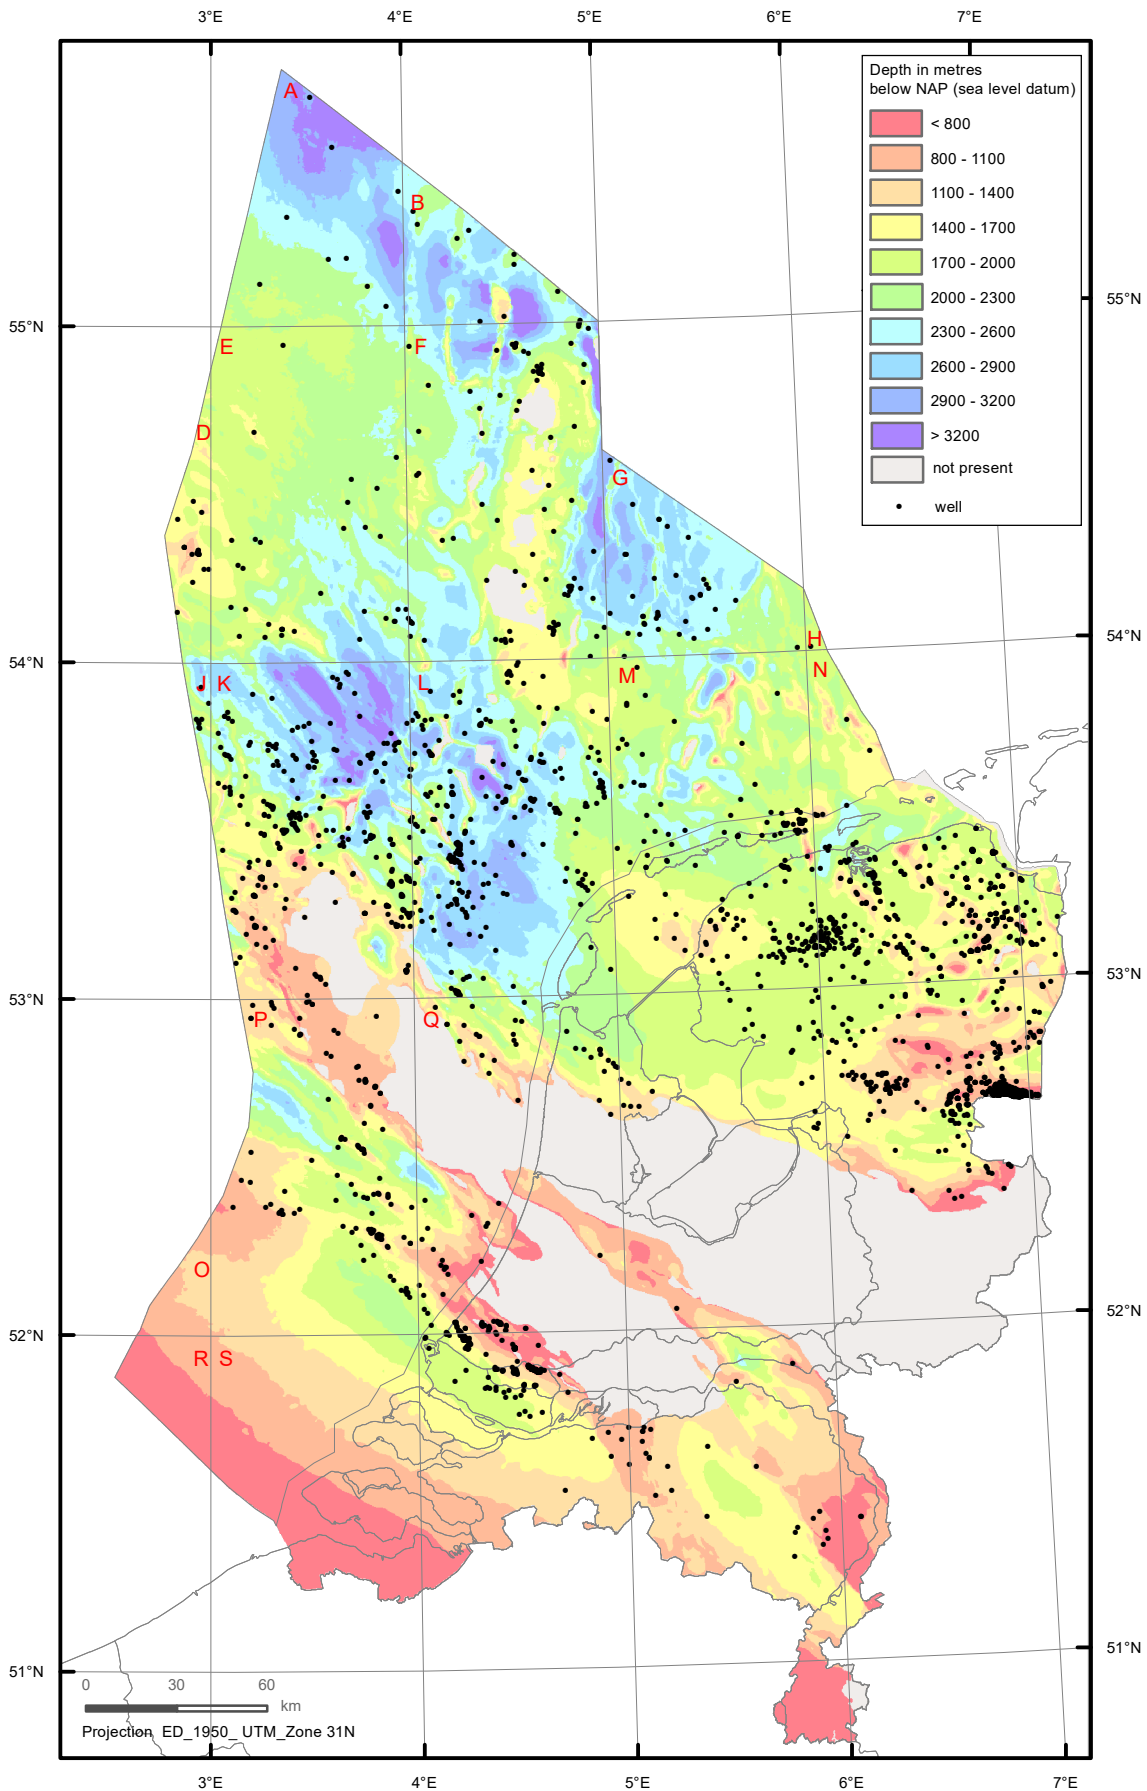 3°E 4°E 5°E 6°E 7°E
Depth in metres
below NAP (sea level datum)
< 800
800 - 1100
1100 - 1400
1400 - 1700
1700 - 2000
2000 - 2300
2300 - 2600
2600 - 2900
2900 - 3200
> 3200
not present
well
A
B
55°N 55°N
E F
D
G
54°N 54°N
H
J K L M N
53°N 53°N
P Q
O
52°N 52°N
R S
51°N 51°N
0 30 60
km
Projection ED_1950_ UTM_Zone 31N
3°E 4°E 5°E 6°E 7°E